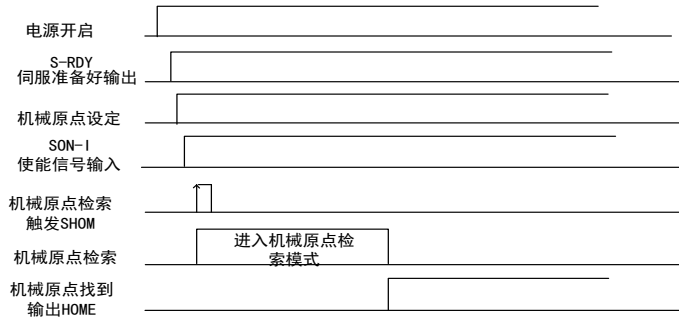 电源开启
S-RDY
伺服准备好输出
机械原点设定
SON-I
使能信号输入
机械原点检索
触发SHOM
进入机械原点检
索模式
机械原点检索
机械原点找到
输出HOME